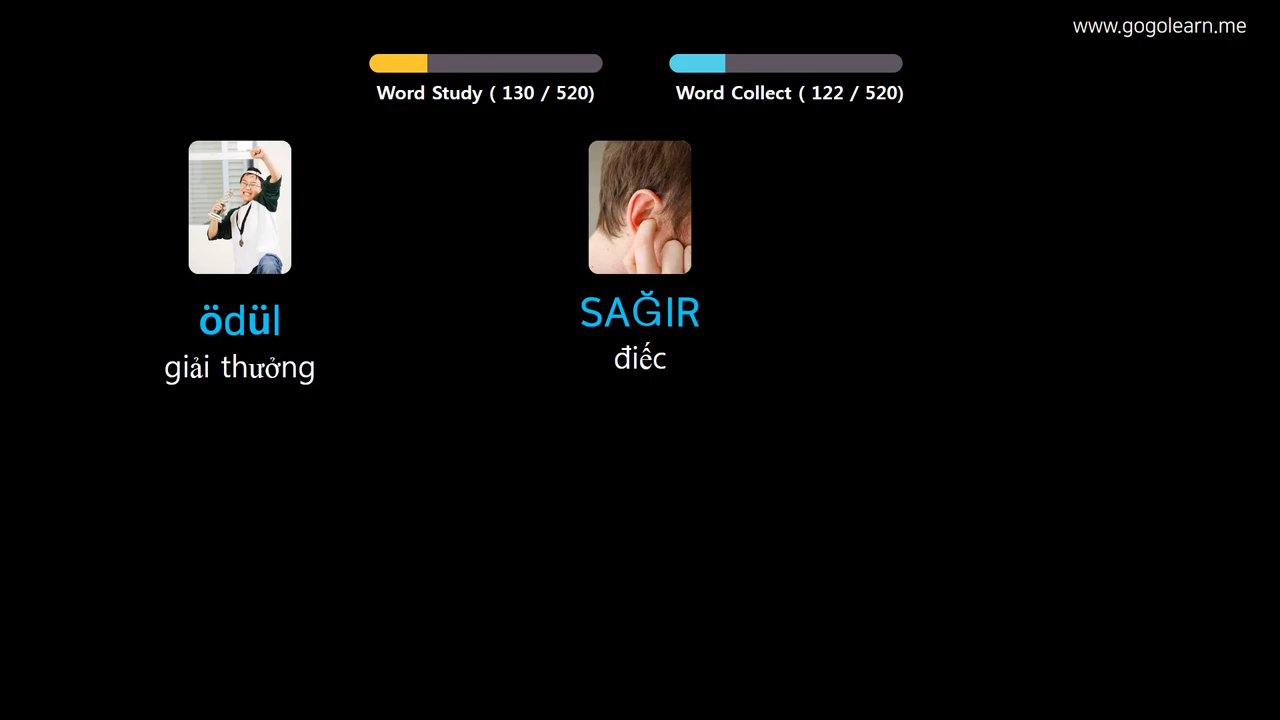 www.gogolearn.me
Word Study ( 130 / 520)
Word Collect ( 122 / 520)
ödül
giải thưởng
SAĞIR
điếc